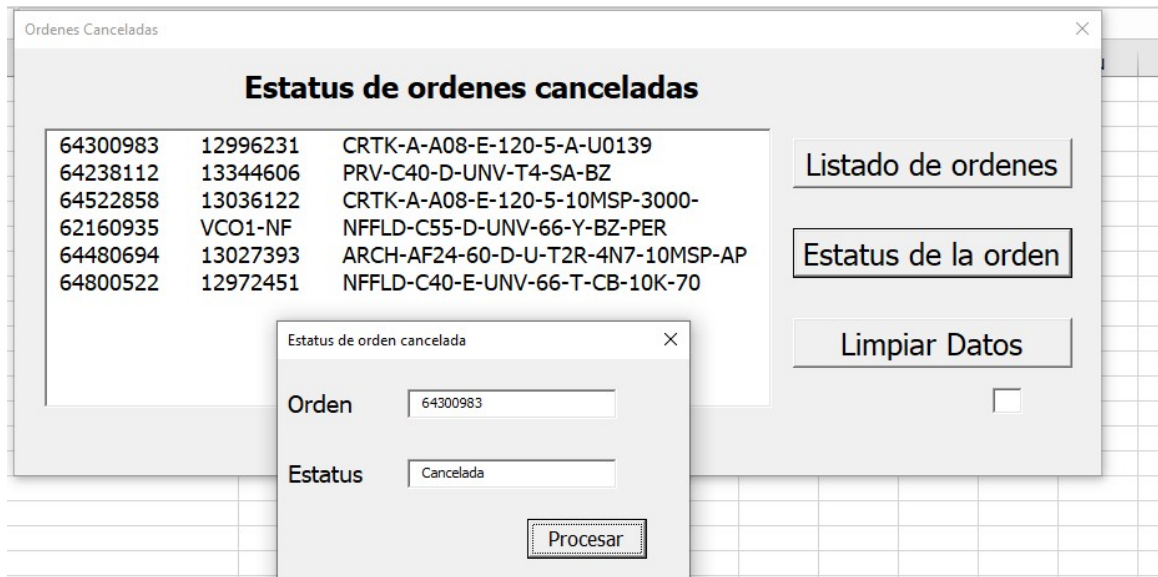 Ordenes Canceladas
Estatus de ordenes canceladas
64300983 12996231 CRTK-A-A08-E-120-5-A-U0139
64238112 13344606 PRV-C40-D-UNV-T4-SA-BZ
64522858 13036122 CRTK-A-A08-E-120-5-10MSP-3000-
62160935 VCO1-NF NFFLD-C55-D-UNV-66-Y-BZ-PER
64480694 13027393 ARCH-AF24-60-D-U-T2R-4N7-10MSP-AP
64800522 12972451 NFFLD-C40-E-UNV-66-T-CB-10K-70
Listado de ordenes
Estatus de la orden
Limpiar Datos
Estatus de orden cancelada
Orden 64300983
Estatus Cancelada
Procesar